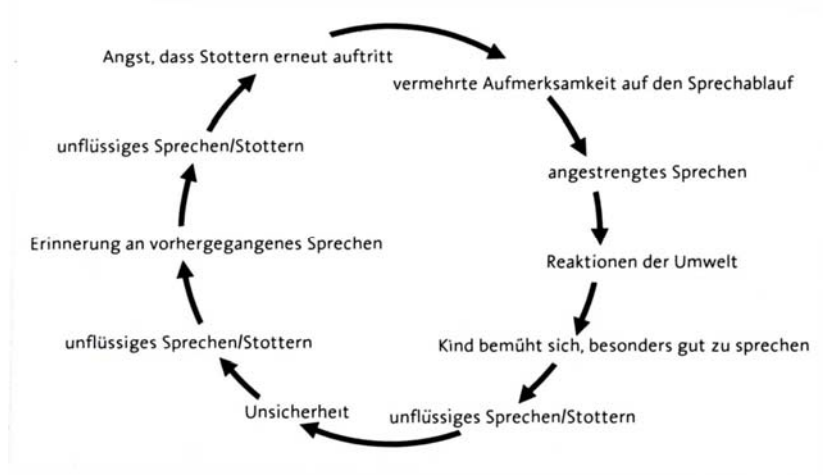 Angst, dass Stottern erneut auftritt
vermehrte Aufmerksamkeit auf den Sprechablauf
angestrengtes Sprechen
Reaktionen der Umwelt
Kind bemüht sich, besonders gut zu sprechen
unflüssiges Sprechen/Stottern
Unsicherheit
unflüssiges Sprechen/Stottern
Erinnerung an vorhergegangenes Sprechen
unflüssiges Sprechen/Stottern